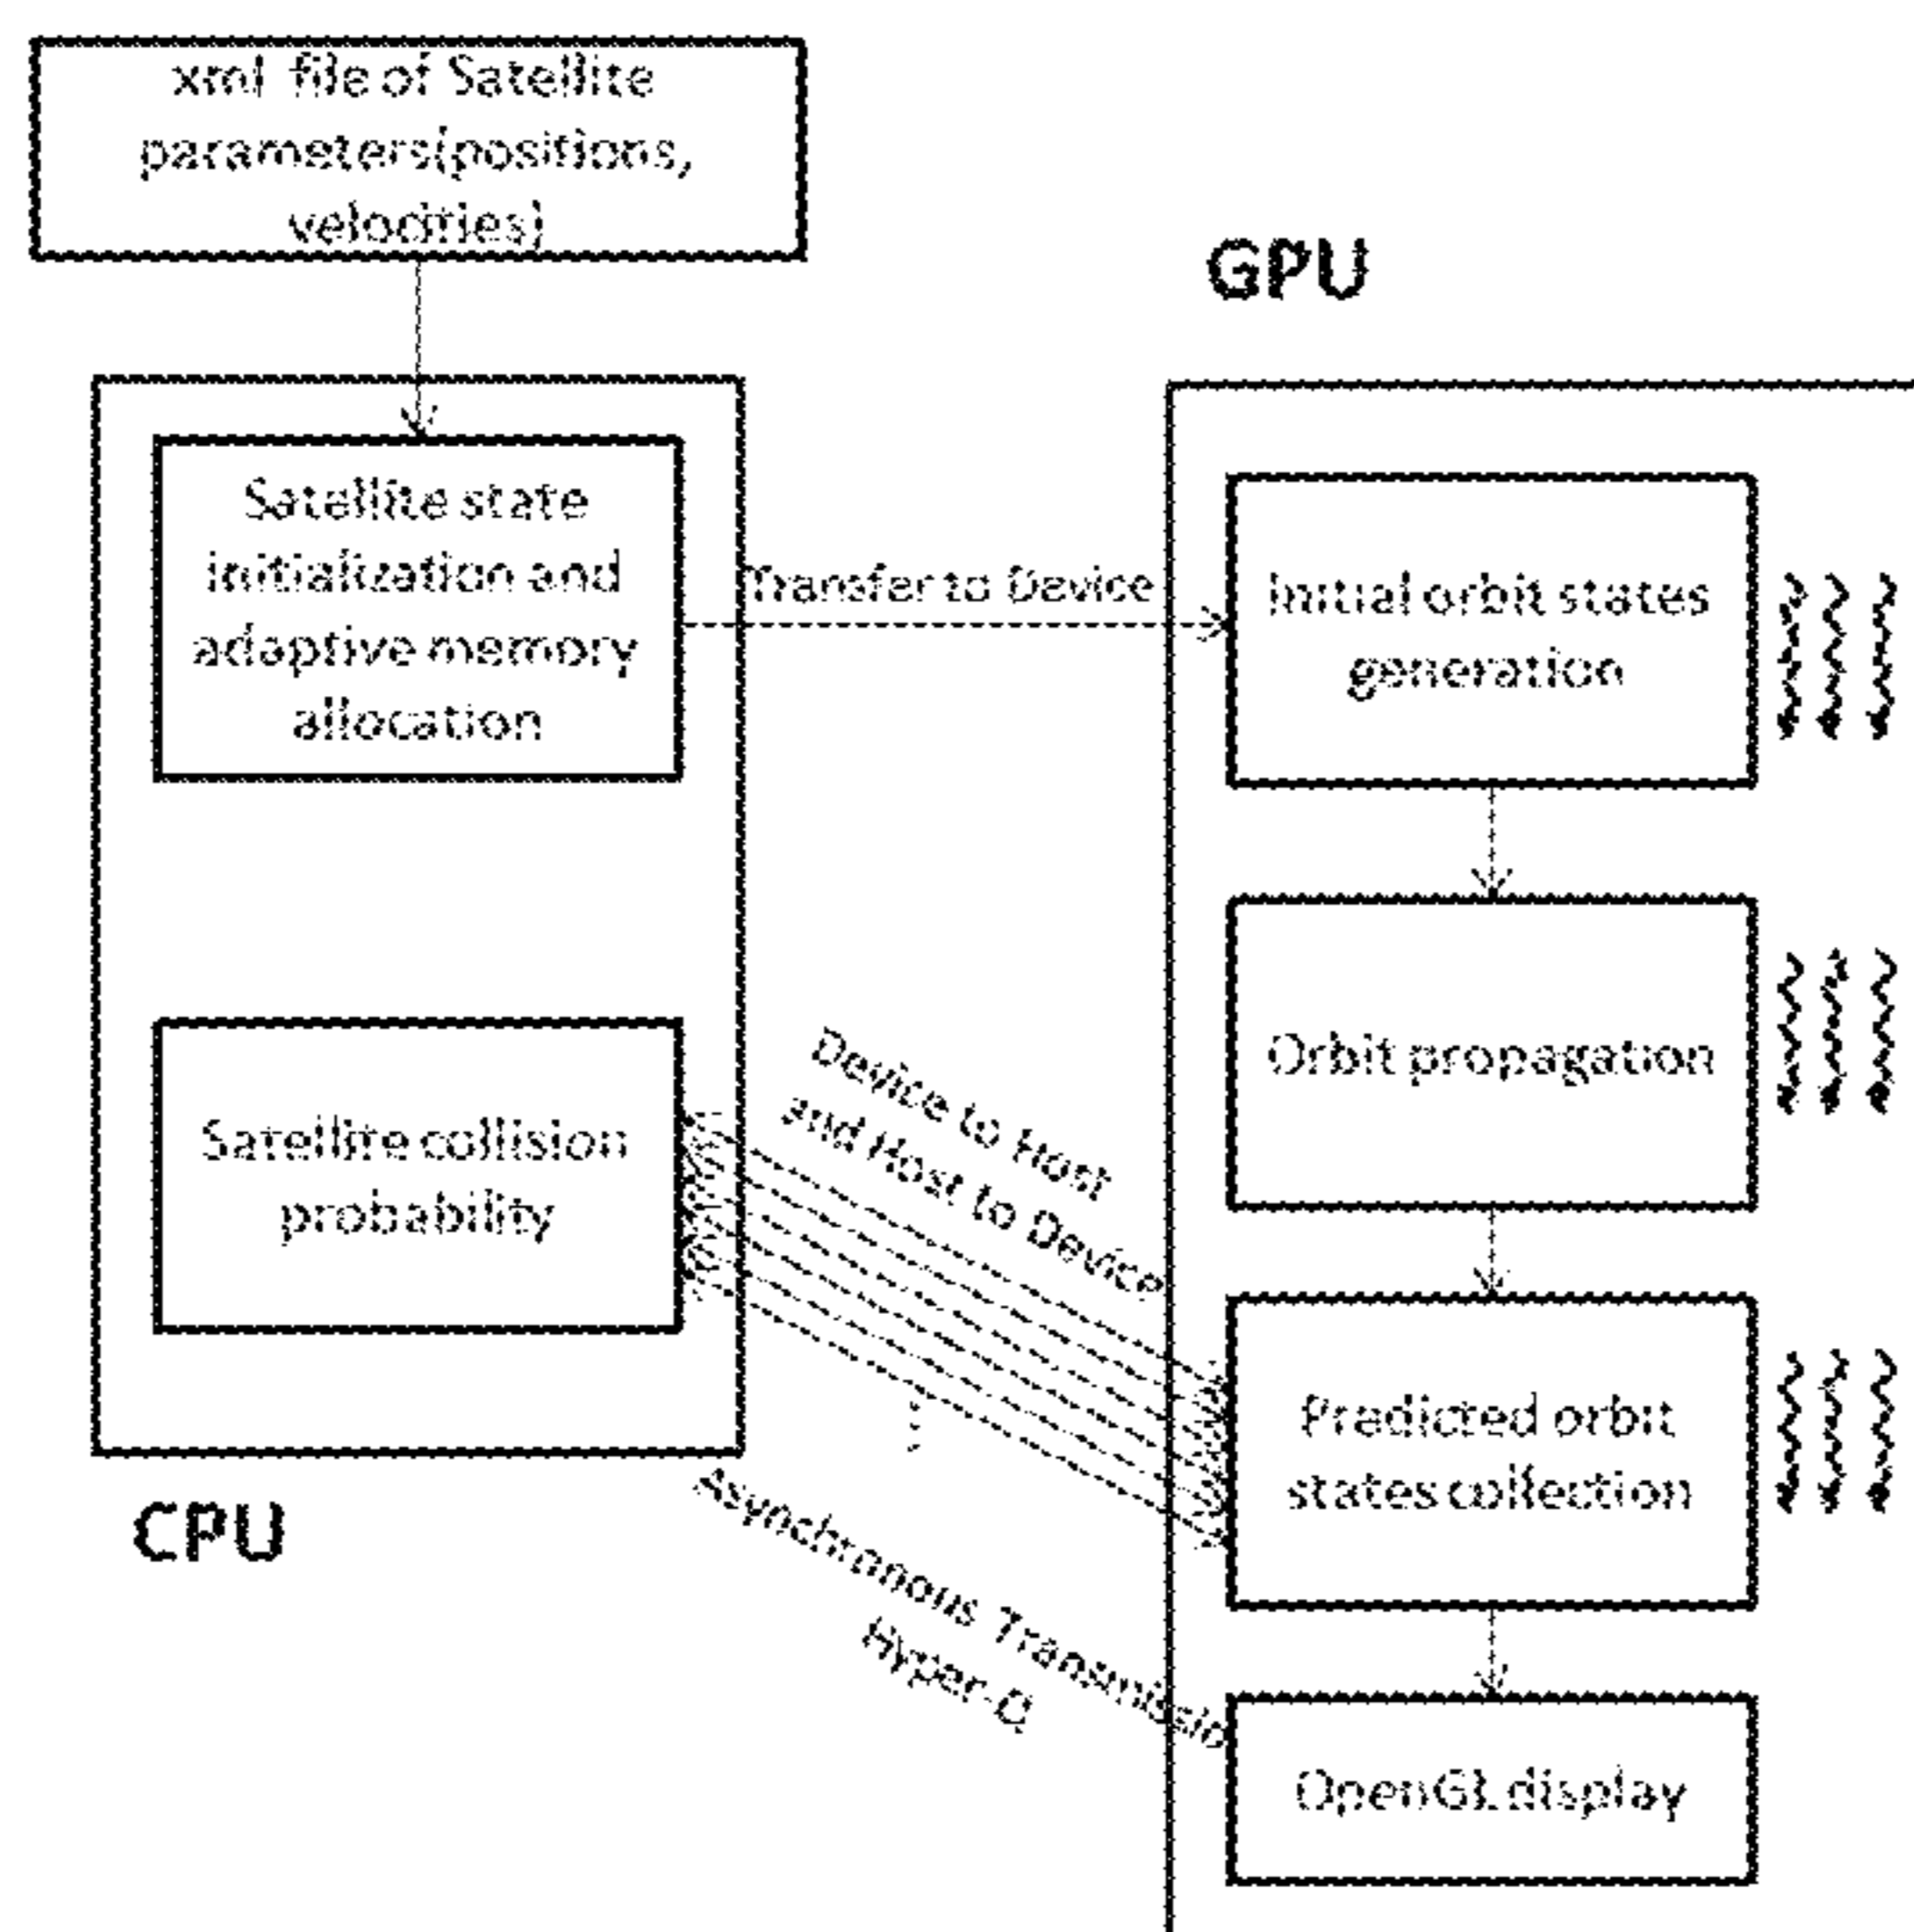 xml file of Satellite
parameters(positions,
velocities)
GPU
Satellite state
initialization and
adaptive memory
allocation
Transfer to Device
Initial orbit states
generation
Orbit propagation
Satellite collision
probability
Device to Host
and Host to Device
Predicted orbit
states collection
CPU
Asynchronous Transmissio
Hyper-Q
OpenGL display